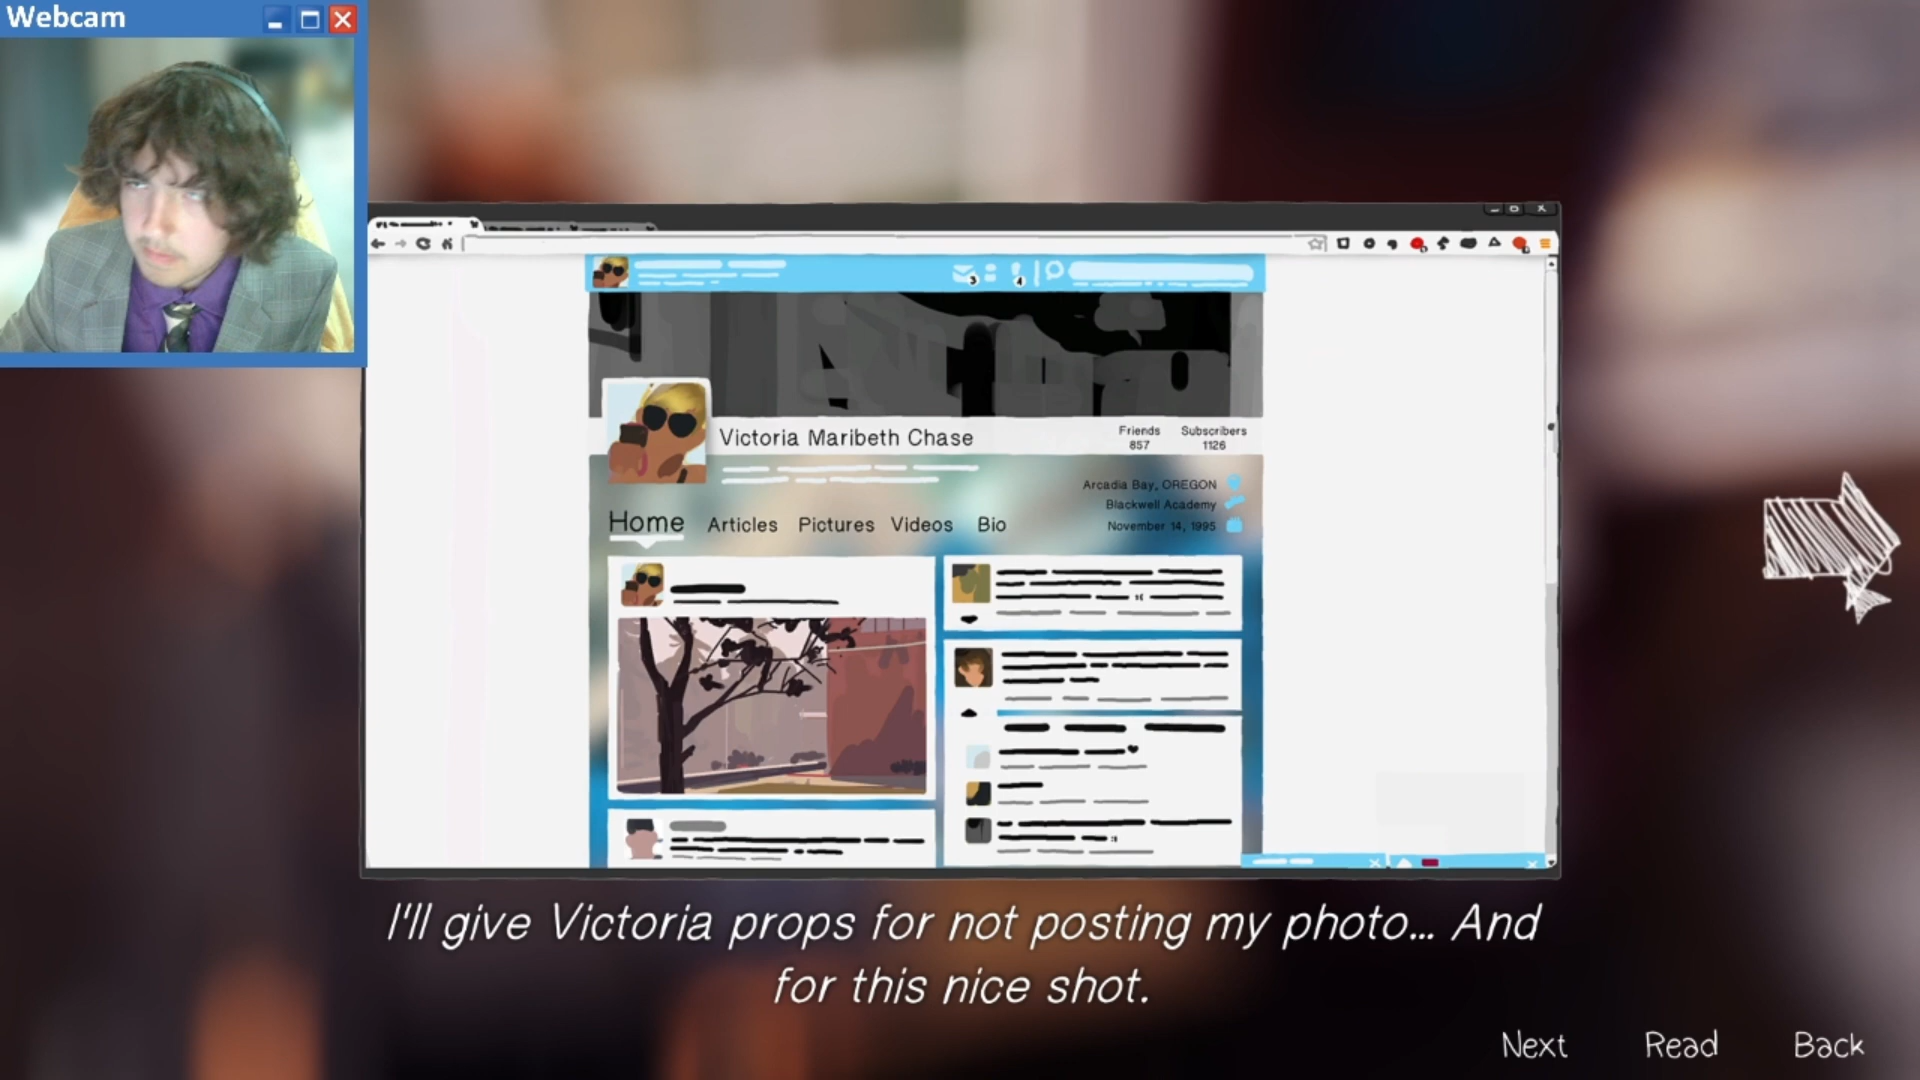 Webcam
3
4
Victoria Maribeth Chase
Friends
857
Subscribers
1126
Arcadia Bay, OREGON
Blackwell Academy
November 14, 1995
Home Articles Pictures Videos Bio
I'll give Victoria props for not posting my photo... And
for this nice shot.
Next Read Back